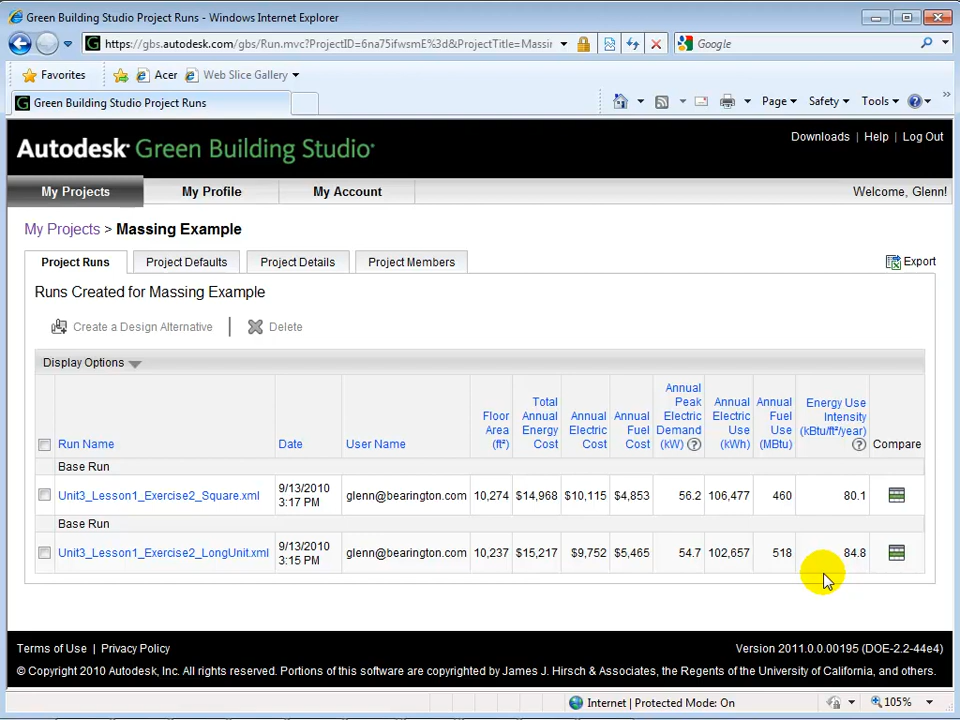 Green Building Studio Project Runs - Windows Internet Explorer
https://gbs.autodesk.com/gbs/Run.mvc?ProjectID=6na75ifwsmE%3d&ProjectTitle=Massin
Google
Favorites Acer Web Slice Gallery
Green Building Studio Project Runs
Page Safety Tools »
Autodesk Green Building Studio
Downloads | Help | Log Out
My Projects My Profile My Account Welcome, Glenn!
My Projects > Massing Example
Project Runs Project Defaults Project Details Project Members Export
Runs Created for Massing Example
Create a Design Alternative | Delete
Display Options
Run Name Date User Name Floor Area (ft²) Total Annual Energy Cost Annual Electric Cost Annual Fuel Cost Annual Peak Electric Demand (kW) ? Annual Electric Use (kWh) Annual Fuel Use (MBtu) Energy Use Intensity (kBtu/ft²/year) ? Compare
Base Run
Unit3_Lesson1_Exercise2_Square.xml 9/13/2010 3:17 PM glenn@bearington.com 10,274 $14,968 $10,115 $4,853 56.2 106,477 460 80.1
Base Run
Unit3_Lesson1_Exercise2_LongUnit.xml 9/13/2010 3:15 PM glenn@bearington.com 10,237 $15,217 $9,752 $5,465 54.7 102,657 518 84.8
Terms of Use | Privacy Policy Version 2011.0.0.00195 (DOE-2.2-44e4)
© Copyright 2010 Autodesk, Inc. All rights reserved. Portions of this software are copyrighted by James J. Hirsch & Associates, the Regents of the University of California, and others.
Internet | Protected Mode: On 105%